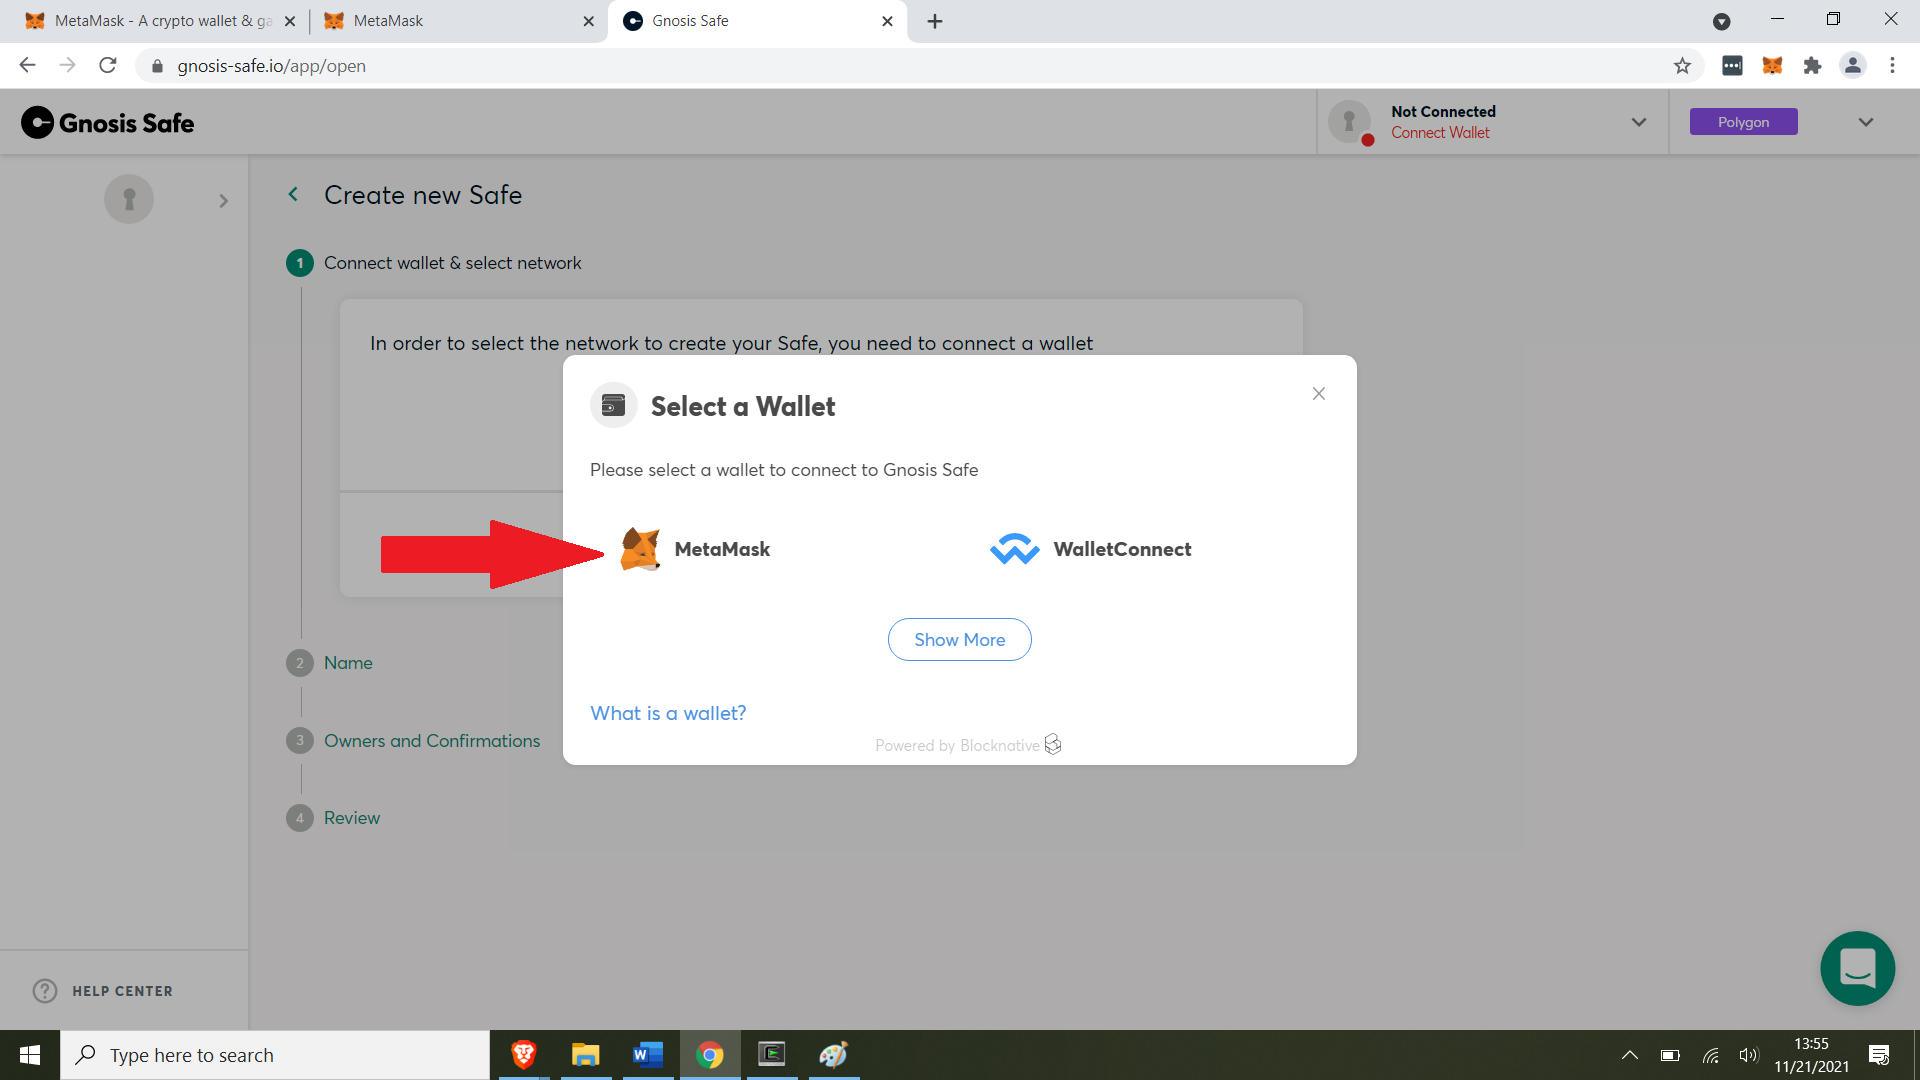 MetaMask - A crypto wallet & ga
MetaMask
Gnosis Safe
gnosis-safe.io/app/open
Gnosis Safe
Not Connected
Connect Wallet
Polygon
Create new Safe
1
Connect wallet & select network
In order to select the network to create your Safe, you need to connect a wallet
Select a Wallet
Please select a wallet to connect to Gnosis Safe
MetaMask
WalletConnect
Show More
What is a wallet?
Powered by Blocknative
2
Name
3
Owners and Confirmations
4
Review
? HELP CENTER
Type here to search
W
13:55
11/21/2021